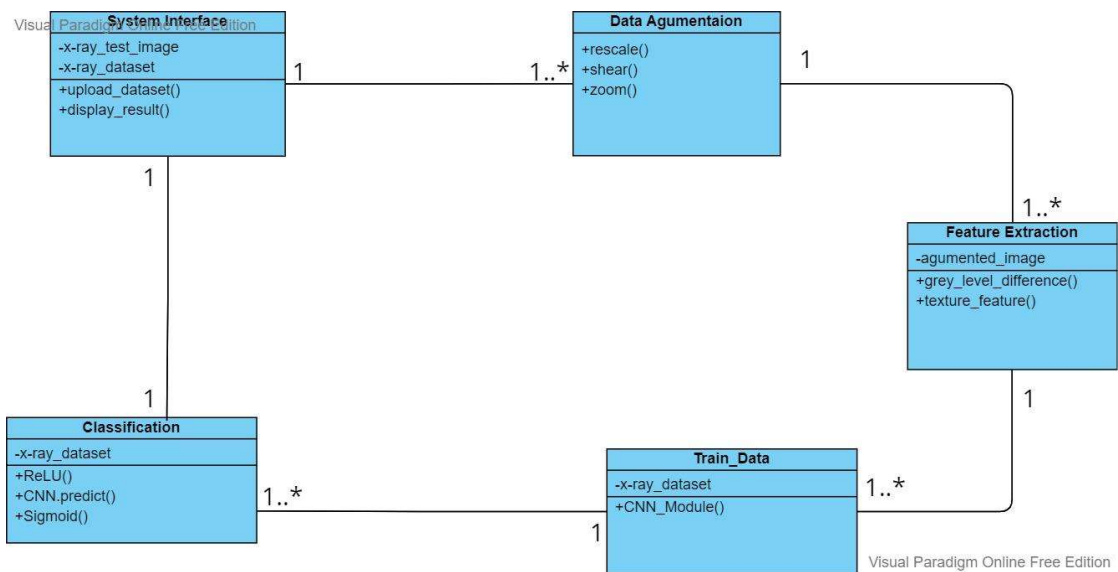 Visual Paradigm Online Free Edition
System Interface
-x-ray_test_image
-x-ray_dataset
+upload_dataset()
+display_result()
1
1..*
Data Agumentaion
+rescale()
+shear()
+zoom()
1
1..*
Feature Extraction
-agumented_image
+grey_level_difference()
+texture_feature()
1
1
1
Classification
-x-ray_dataset
+ReLU()
+CNN.predict()
+Sigmoid()
1..*
1
Train_Data
-x-ray_dataset
+CNN_Module()
1..*
Visual Paradigm Online Free Edition